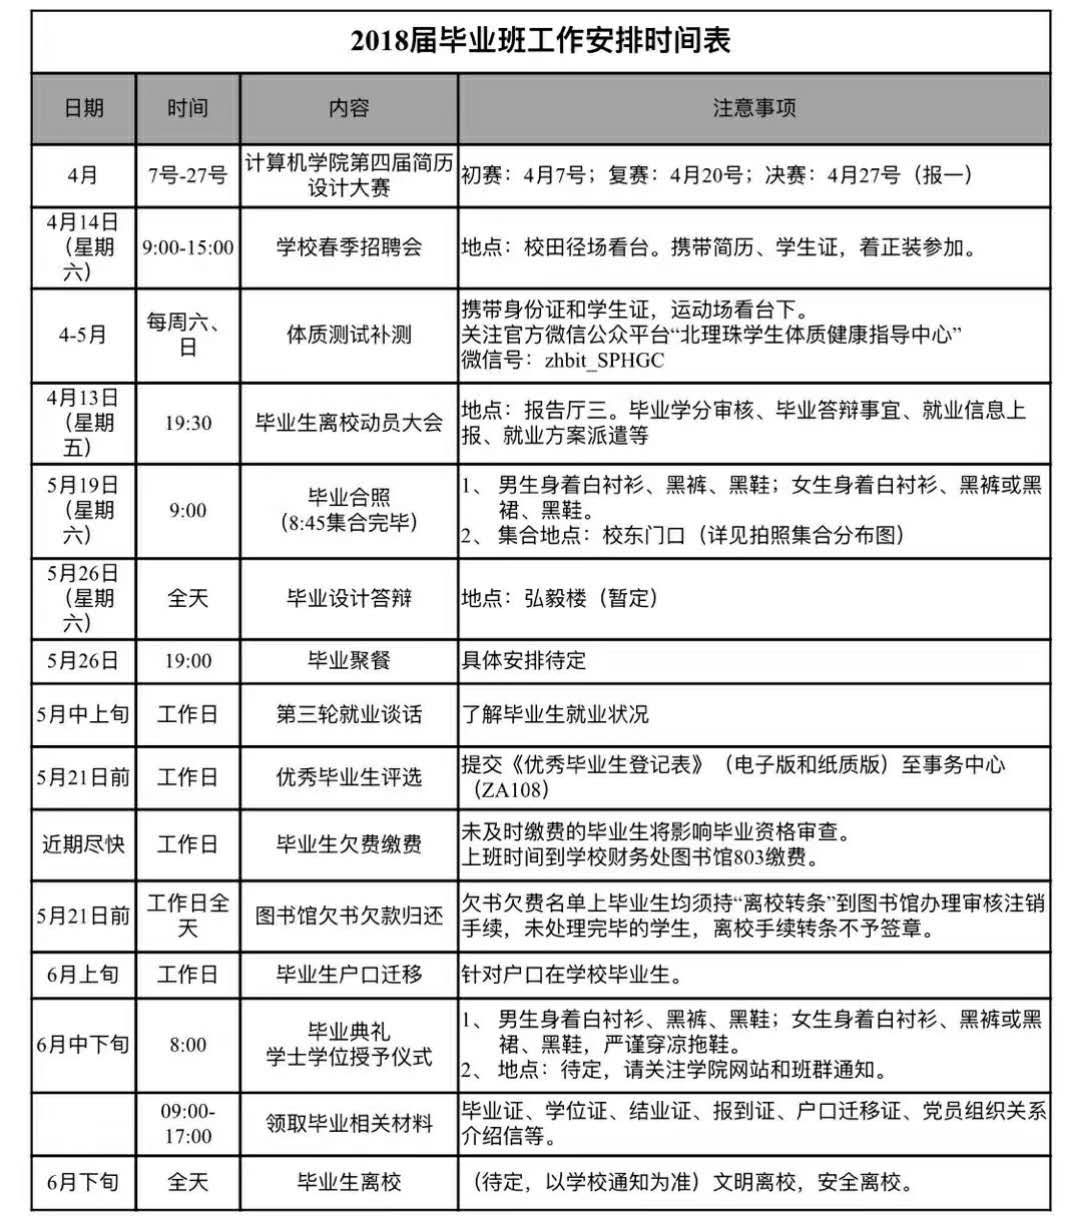 2018届毕业班工作安排时间表
日期 时间 内容 注意事项
4月 7号-27号 计算机学院第四届简历
设计大赛 初赛：4月7号；复赛：4月20号；决赛：4月27号（报一）
4月14日
（星期
六） 9:00-15:00 学校春季招聘会 地点：校田径场看台。携带简历、学生证，着正装参加。
4-5月 每周六、
日 体质测试补测 携带身份证和学生证，运动场看台下。
关注官方微信公众平台“北理珠学生体质健康指导中心”
微信号：zhbit_SPHGC
4月13日
（星期
五） 19:30 毕业生离校动员大会 地点：报告厅三。毕业学分审核、毕业答辩事宜、就业信息上
报、就业方案派遣等
5月19日
（星期
六） 9:00 毕业合照
（8:45集合完毕） 1、 男生身着白衬衫、黑裤、黑鞋；女生身着白衬衫、黑裤或黑
裙、黑鞋。
2、 集合地点：校东门口（详见拍照集合分布图）
5月26日
（星期
六） 全天 毕业设计答辩 地点：弘毅楼（暂定）
5月26日 19:00 毕业聚餐 具体安排待定
5月中上旬 工作日 第三轮就业谈话 了解毕业生就业状况
5月21日前 工作日 优秀毕业生评选 提交《优秀毕业生登记表》（电子版和纸质版）至事务中心
（ZA108）
近期尽快 工作日 毕业生欠费缴费 未及时缴费的毕业生将影响毕业资格审查。
上班时间到学校财务处图书馆803缴费。
5月21日前 工作日全
天 图书馆欠书欠款归还 欠书欠费名单上毕业生均须持“离校转条”到图书馆办理审核注销
手续，未处理完毕的学生，离校手续转条不予签章。
6月上旬 工作日 毕业生户口迁移 针对户口在学校毕业生。
6月中下旬 8:00 毕业典礼
学士学位授予仪式 1、 男生身着白衬衫、黑裤、黑鞋；女生身着白衬衫、黑裤或黑
裙、黑鞋，严谨穿凉拖鞋。
2、 地点：待定，请关注学院网站和班群通知。
09:00-
17:00 领取毕业相关材料 毕业证、学位证、结业证、报到证、户口迁移证、党员组织关系
介绍信等。
6月下旬 全天 毕业生离校 （待定，以学校通知为准）文明离校，安全离校。